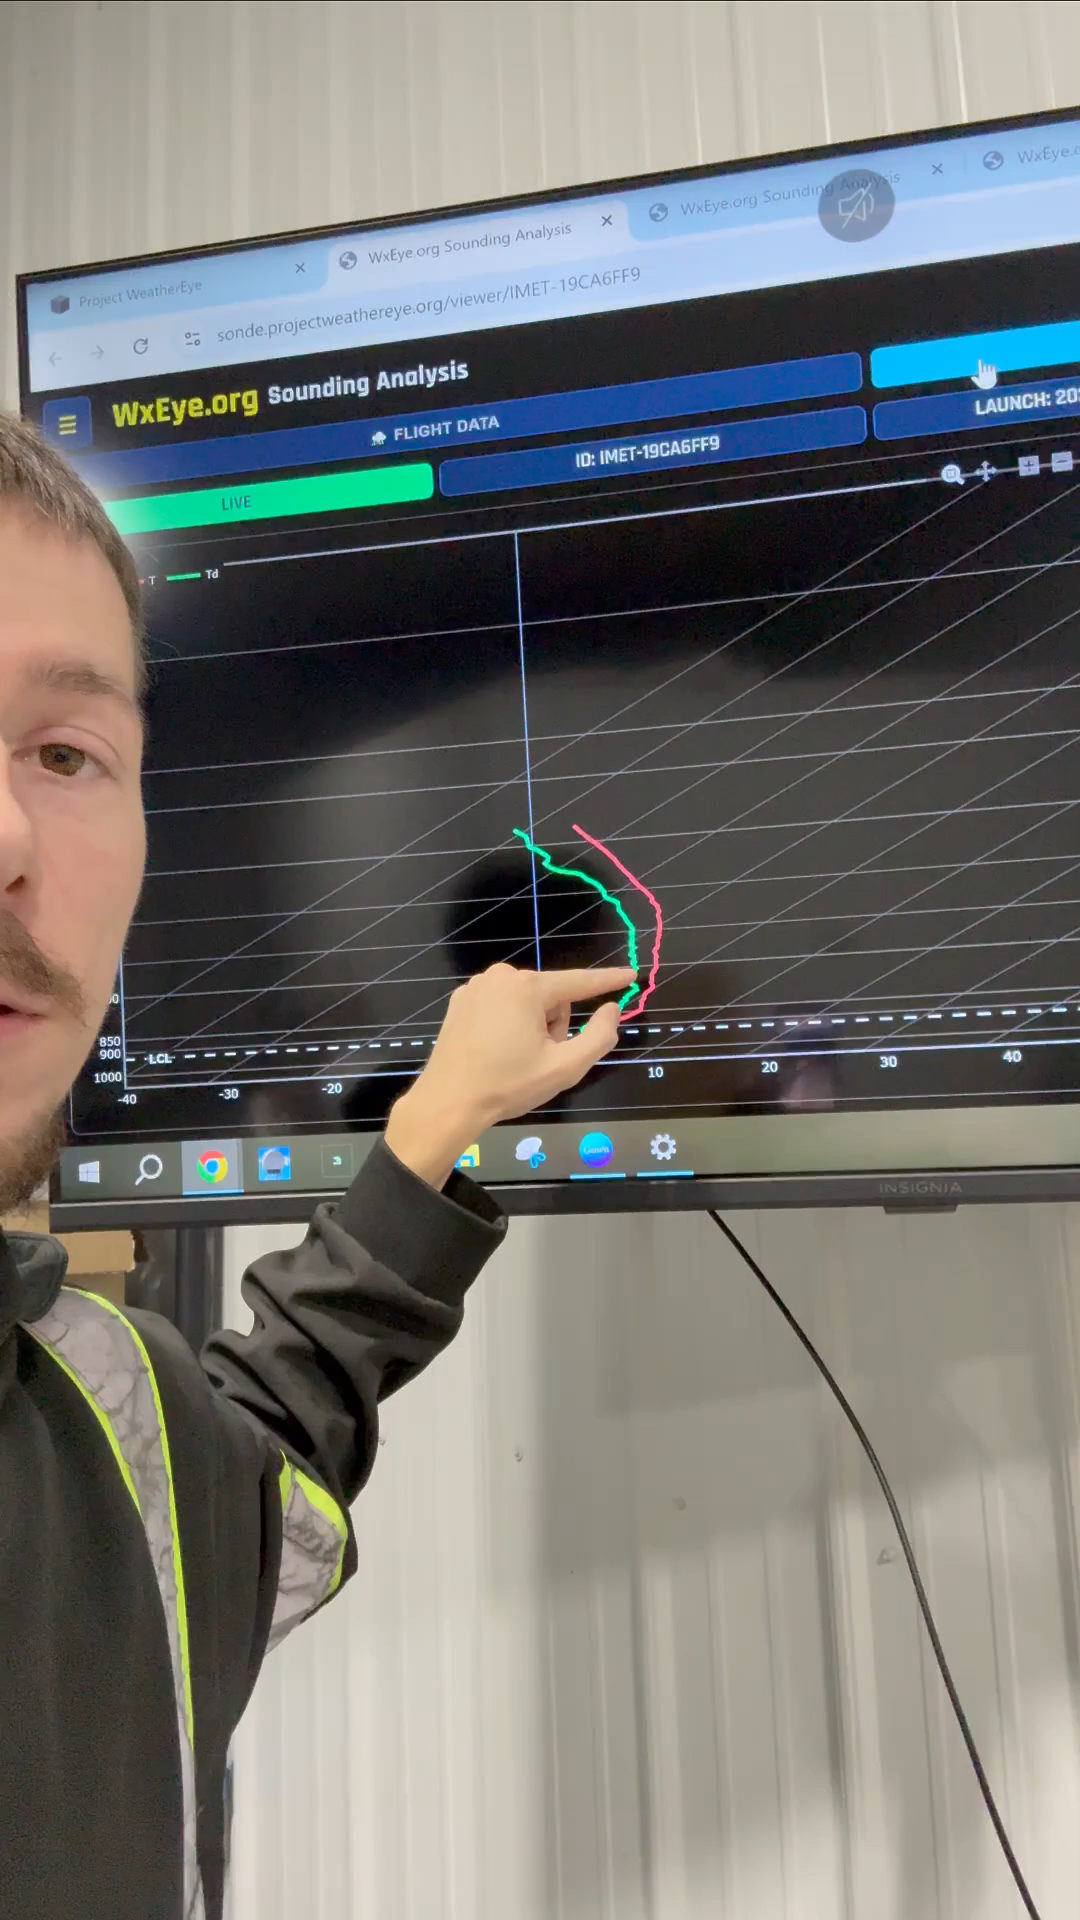 Project WeatherEye
WxEye.org Sounding Analysis
WxEye.org Sounding Analysis
sonde.projectweathereye.org/viewer/IMET-19CA6FF9
WxEye.org Sounding Analysis
FLIGHT DATA
LAUNCH:
LIVE
ID: IMET-19CA6FF9
T
Td
850
900
LCL
1000
-40
-30
-20
10
20
30
40
INSIGNIA